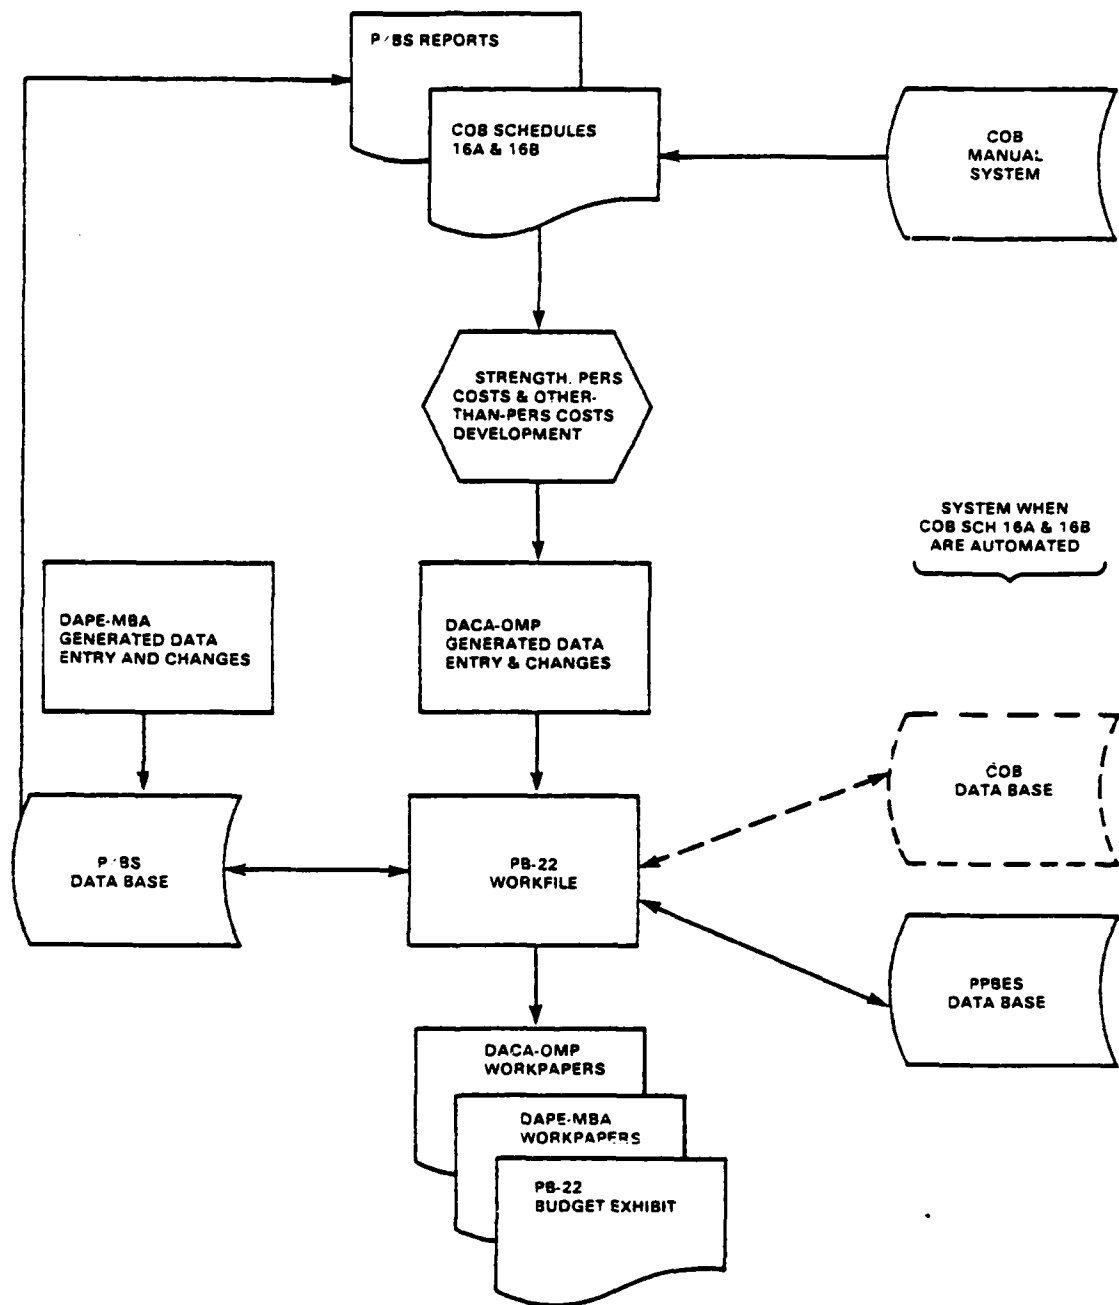 P/BS REPORTS
COB SCHEDULES
16A & 16B
COB
MANUAL
SYSTEM
STRENGTH, PERS
COSTS & OTHER-
THAN-PERS COSTS
DEVELOPMENT
SYSTEM WHEN
COB SCH 16A & 16B
ARE AUTOMATED
DAPE-MBA
GENERATED DATA
ENTRY AND CHANGES
DACA-OMP
GENERATED DATA
ENTRY & CHANGES
COB
DATA BASE
P/BS
DATA BASE
PB-22
WORKFILE
PPBES
DATA BASE
DACA-OMP
WORKPAPERS
DAPE-MBA
WORKPAPERS
PB-22
BUDGET EXHIBIT